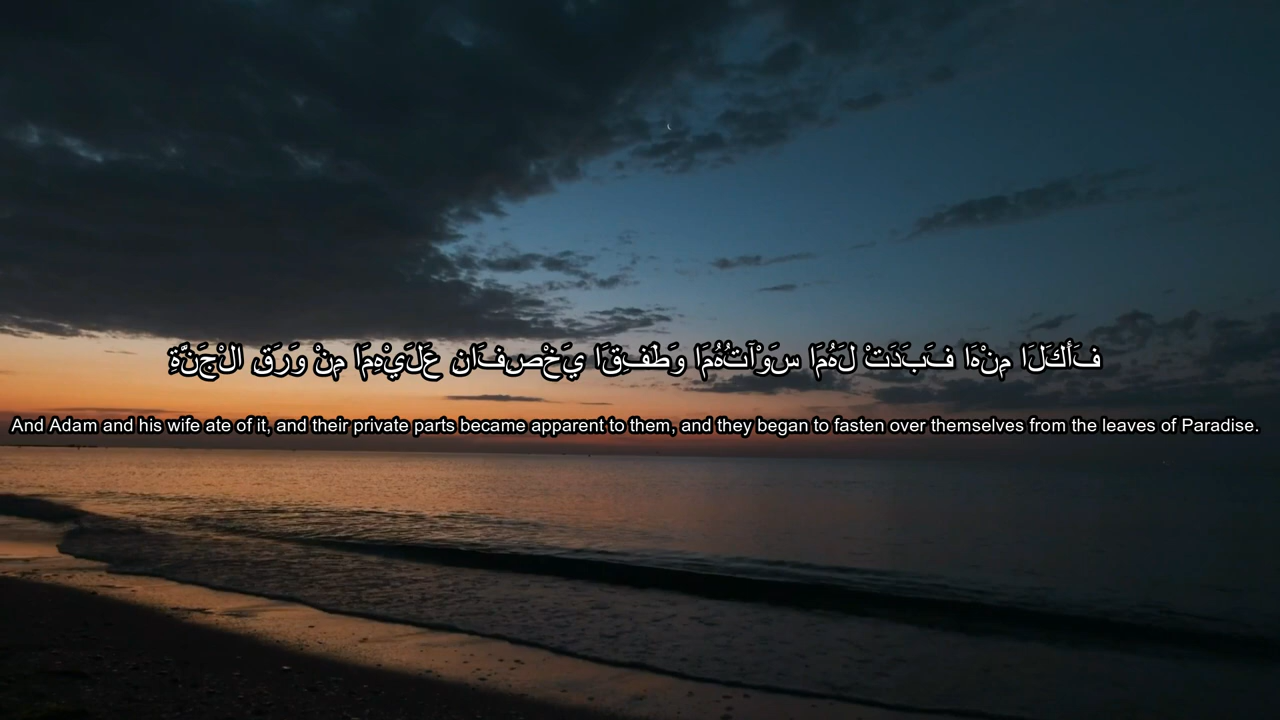 فَأَكَلَا مِنْهَا فَبَدَتْ لَهُمَا سَوْآتُهُمَا وَطَفِقَا يَخْصِفَانِ عَلَيْهِمَا مِنْ وَرَقِ الْجَنَّةِ
And Adam and his wife ate of it, and their private parts became apparent to them, and they began to fasten over themselves from the leaves of Paradise.